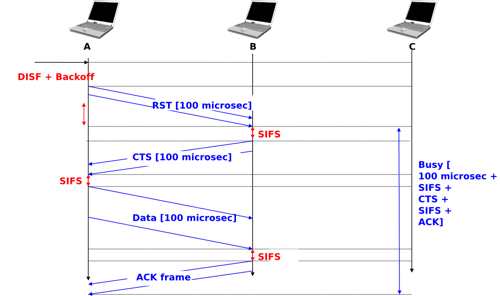 A
B
C
DISF + Backoff
RST [100 microsec]
SIFS
CTS [100 microsec]
SIFS
Busy [
100 microsec +
SIFS +
CTS +
SIFS +
ACK]
Data [100 microsec]
SIFS
ACK frame